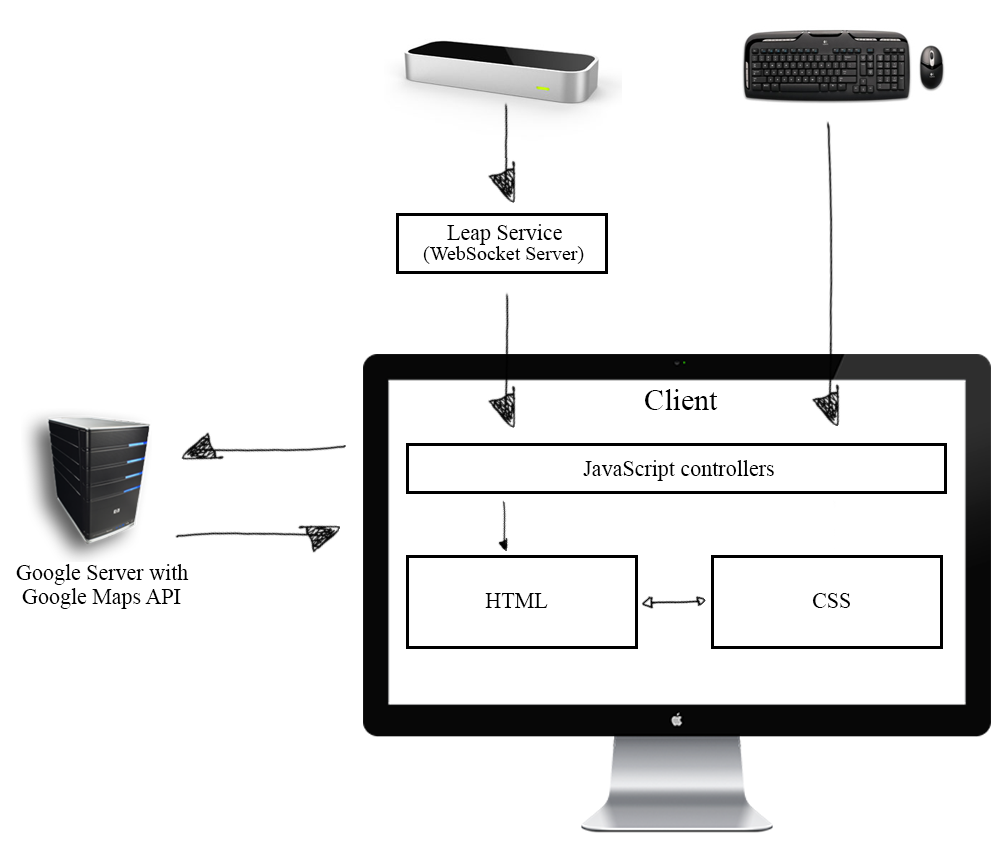 Leap Service
(WebSocket Server)
Client
JavaScript controllers
Google Server with
Google Maps API
HTML
CSS